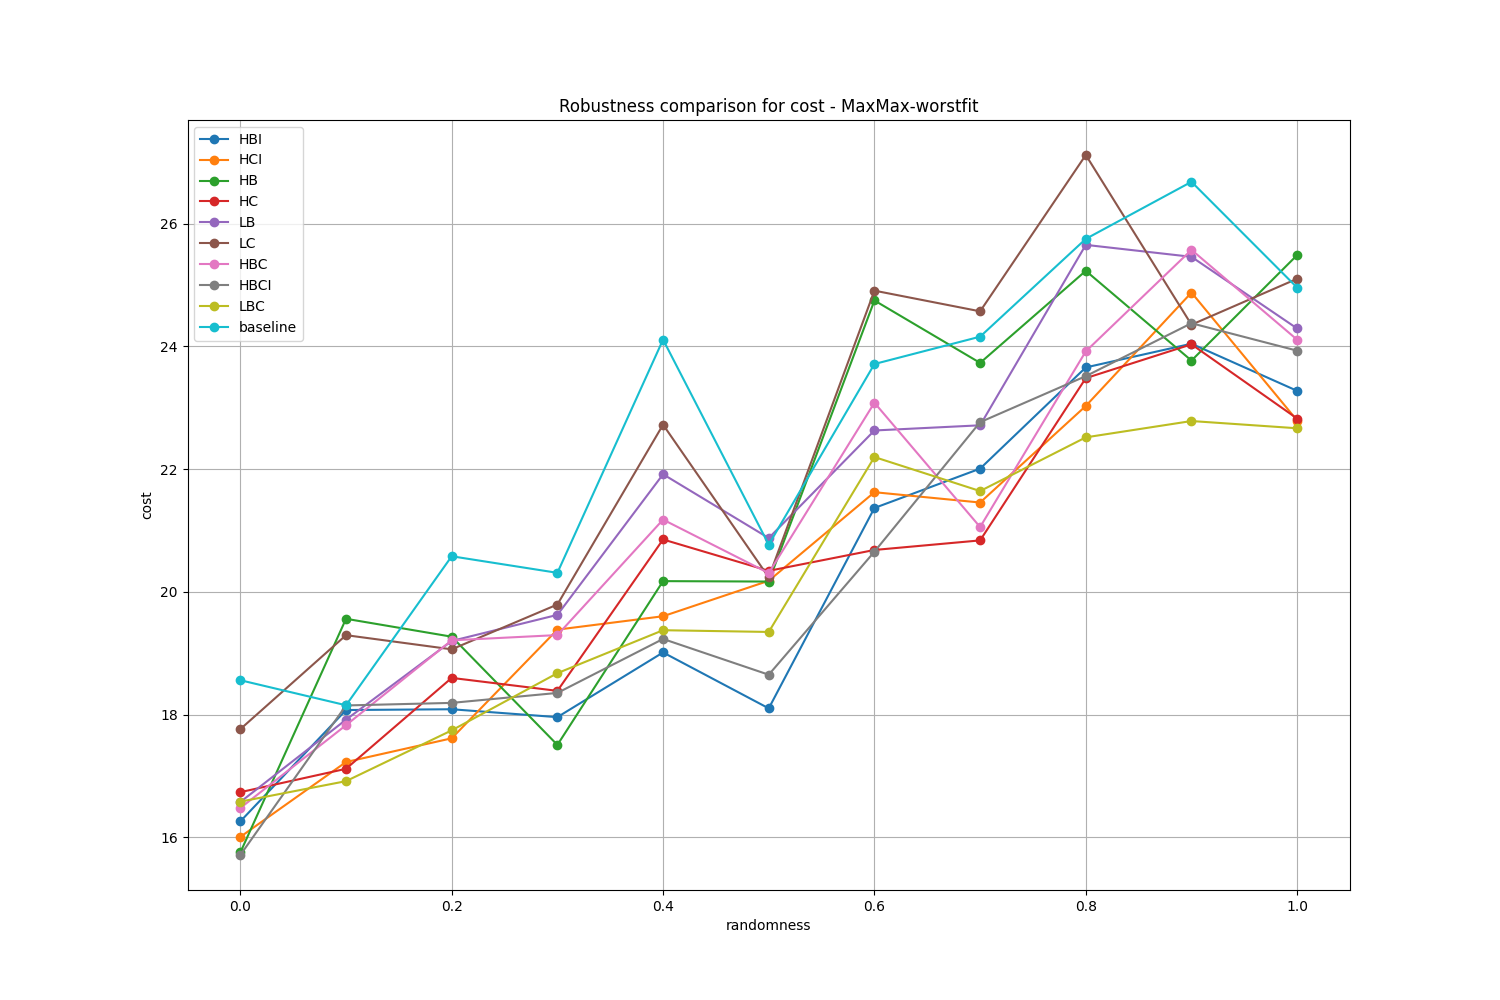 Robustness comparison for cost - MaxMax-worstfit
HBI
HCI
HB
HC
LB
LC
HBC
HBCI
LBC
baseline
26
24
22
20
18
16
cost
0.0 0.2 0.4 0.6 0.8 1.0
randomness